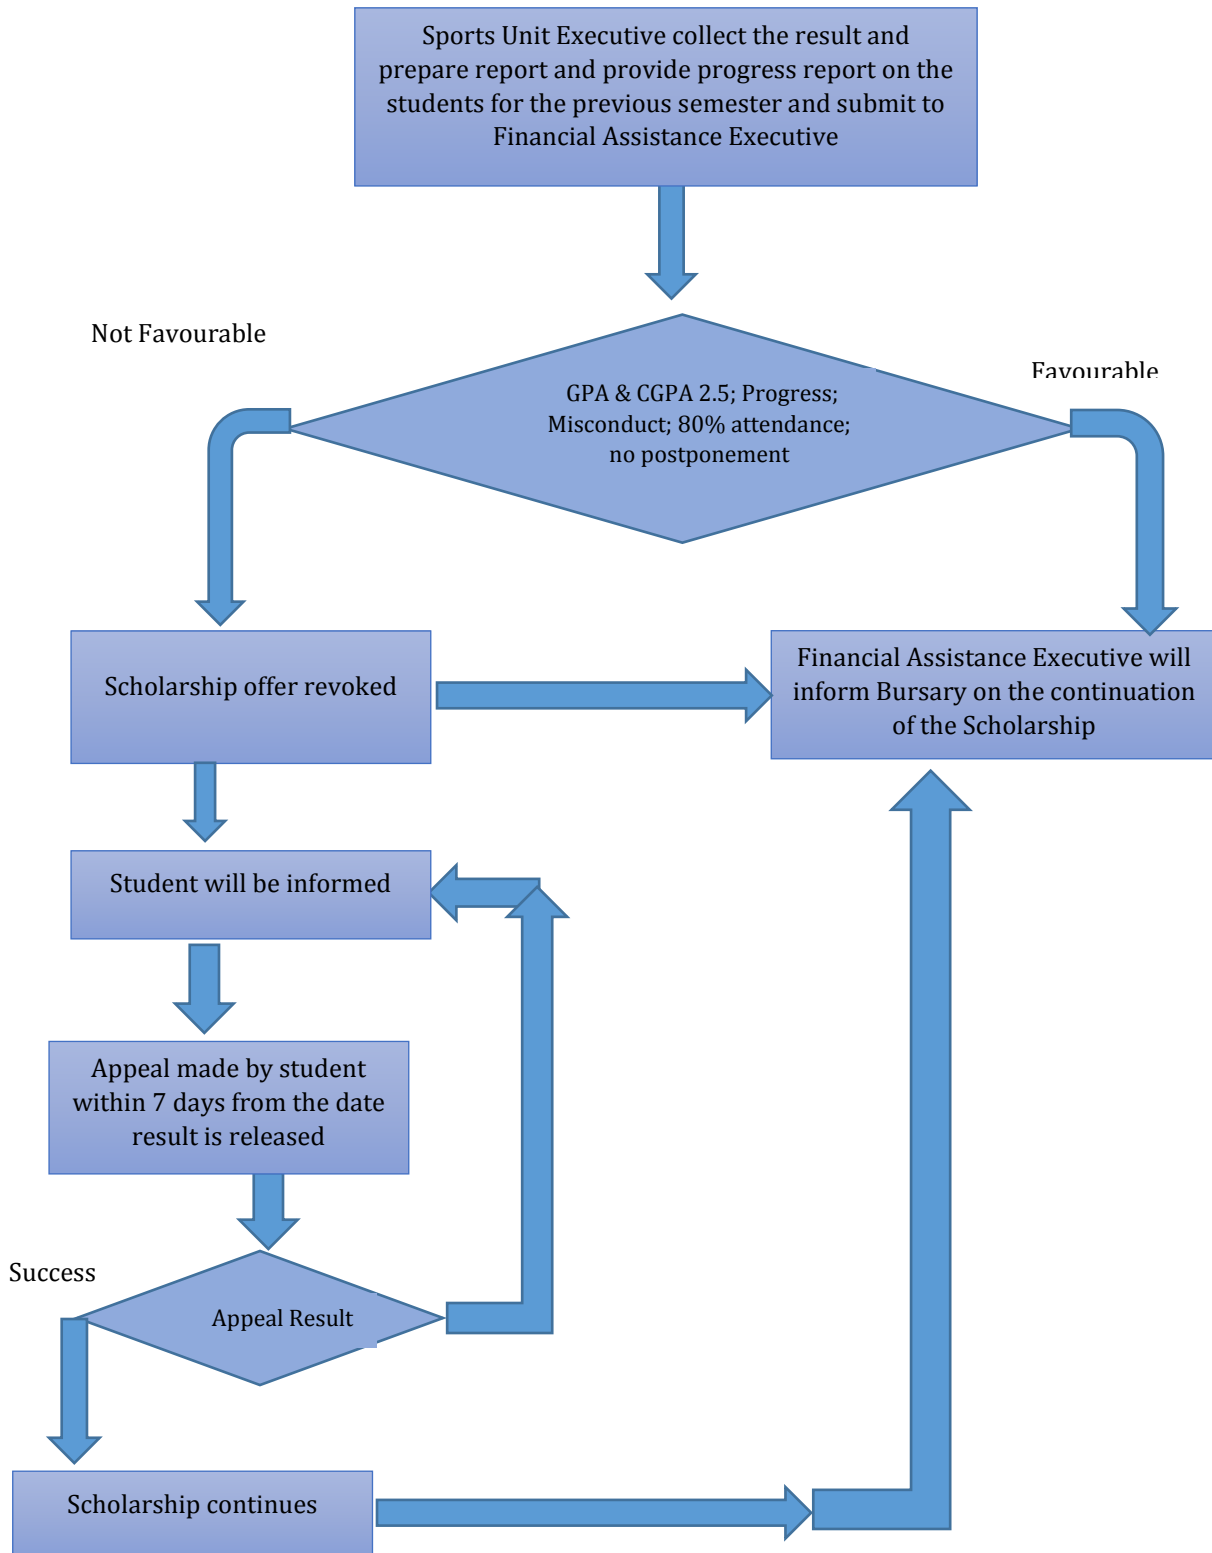 Sports Unit Executive collect the result and
prepare report and provide progress report on the
students for the previous semester and submit to
Financial Assistance Executive
Not Favourable
Favourable
GPA & CGPA 2.5; Progress;
Misconduct; 80% attendance;
no postponement
Scholarship offer revoked
Financial Assistance Executive will
inform Bursary on the continuation
of the Scholarship
Student will be informed
Appeal made by student
within 7 days from the date
result is released
Success
Appeal Result
Scholarship continues